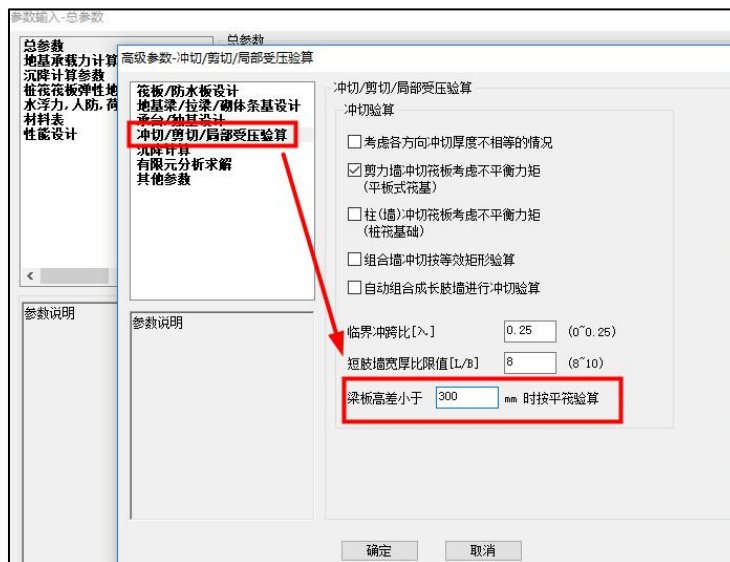 参数输入-总参数
总参数
总参数
地基承载力计算
沉降计算参数
桩筏筏板弹性地
水浮力,人防,荷
材料表
性能设计
参数说明
高级参数-冲切/剪切/局部受压验算
筏板/防水板设计
地基梁/拉梁/砌体条基设计
承台/独基设计
冲切/剪切/局部受压验算
沉降计算
有限元分析求解
其他参数
参数说明
冲切/剪切/局部受压验算
冲切验算
考虑各方向冲切厚度不相等的情况
剪力墙冲切筏板考虑不平衡力矩
(平板式筏基)
柱(墙)冲切筏板考虑不平衡力矩
(桩筏基础)
组合墙冲切按等效矩形验算
自动组合成长肢墙进行冲切验算
临界冲跨比[λ] 0.25 (0~0.25)
短肢墙宽厚比限值[L/B] 8 (8~10)
梁板高差小于 300 mm 时按平筏验算
确定 取消